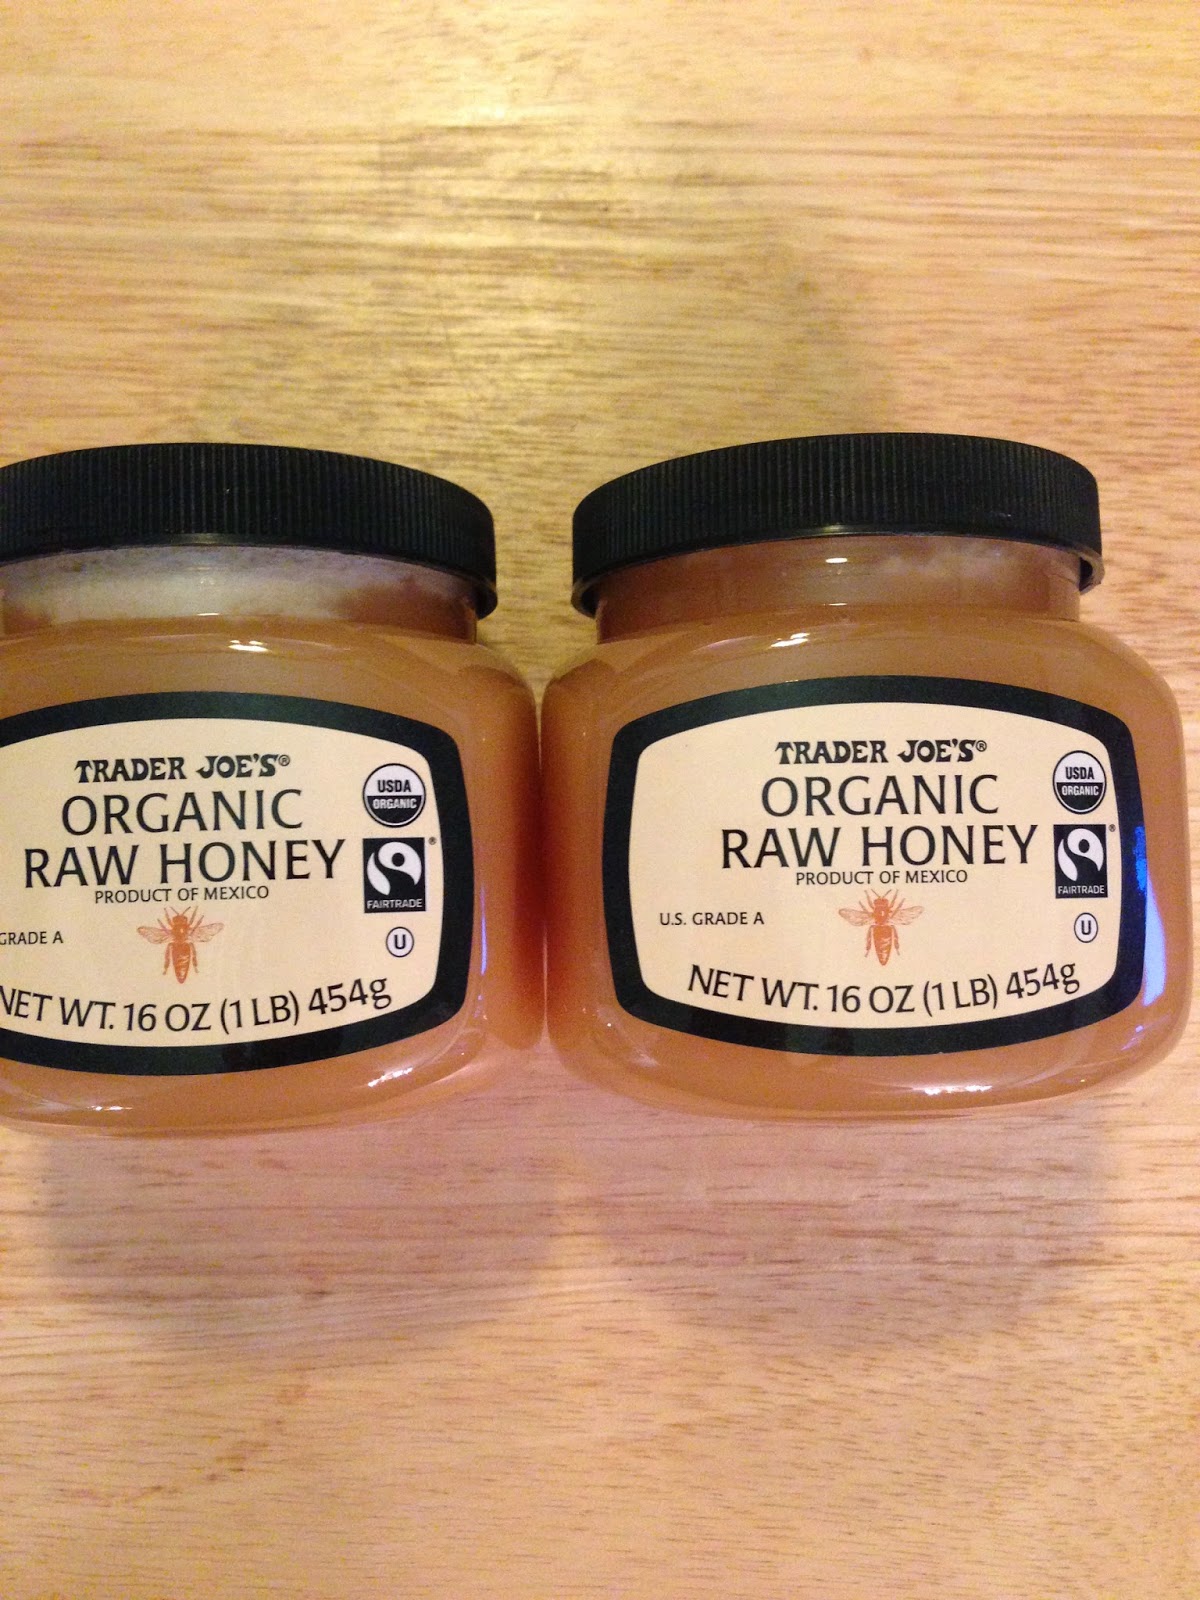 TRADER JOE'S®
ORGANIC
RAW HONEY
PRODUCT OF MEXICO
GRADE A
NET WT. 16 OZ (1 LB) 454g
USDA
ORGANIC
®
FAIRTRADE
U
TRADER JOE'S®
ORGANIC
RAW HONEY
PRODUCT OF MEXICO
U.S. GRADE A
NET WT. 16 OZ (1 LB) 454g
USDA
ORGANIC
®
FAIRTRADE
U